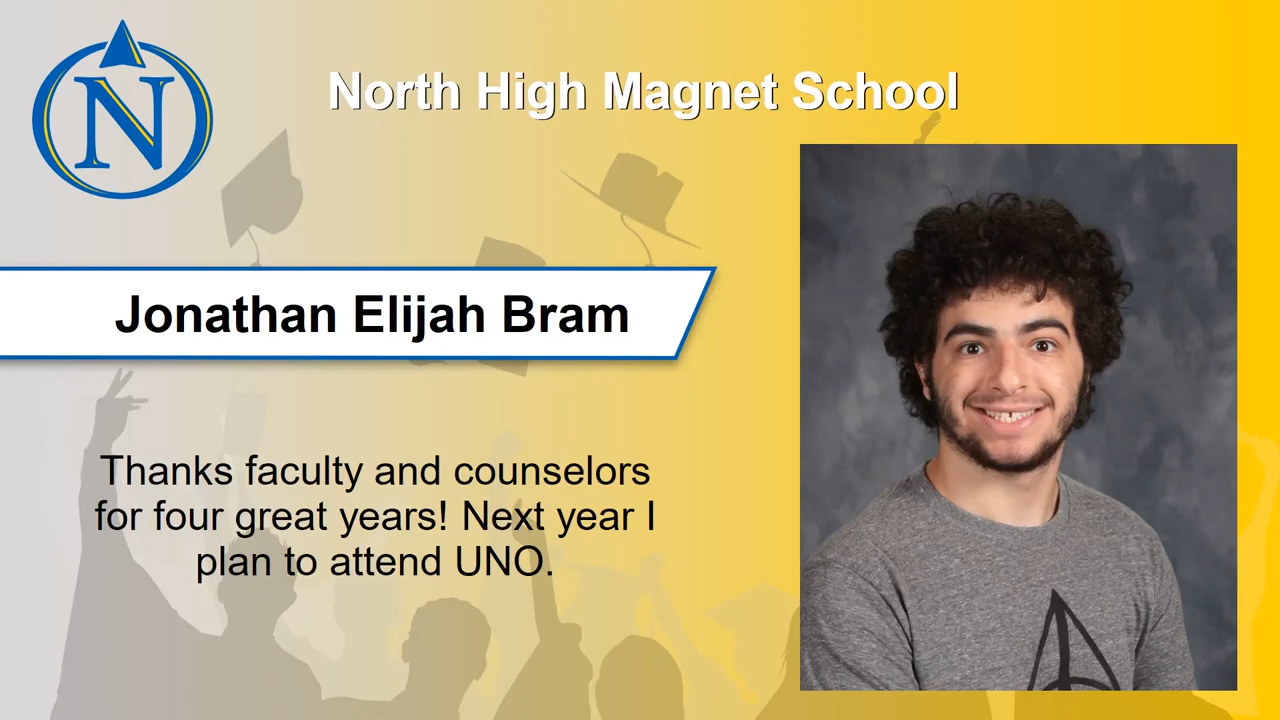 N
North High Magnet School
Jonathan Elijah Bram
Thanks faculty and counselors
for four great years! Next year I
plan to attend UNO.